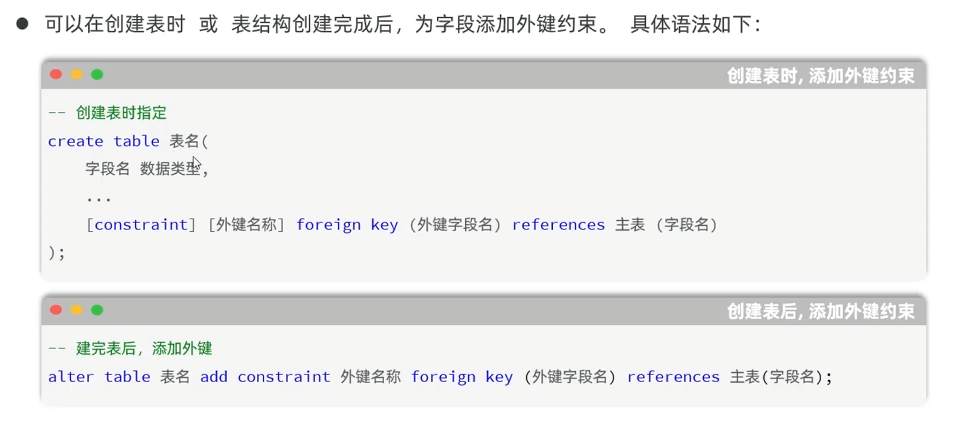 ● 可以在创建表时 或 表结构创建完成后，为字段添加外键约束。 具体语法如下：
创建表时, 添加外键约束
-- 创建表时指定
create table 表名(
字段名 数据类型,
...
[constraint] [外键名称] foreign key (外键字段名) references 主表 (字段名)
);
创建表后, 添加外键约束
-- 建完表后，添加外键
alter table 表名 add constraint 外键名称 foreign key (外键字段名) references 主表(字段名);